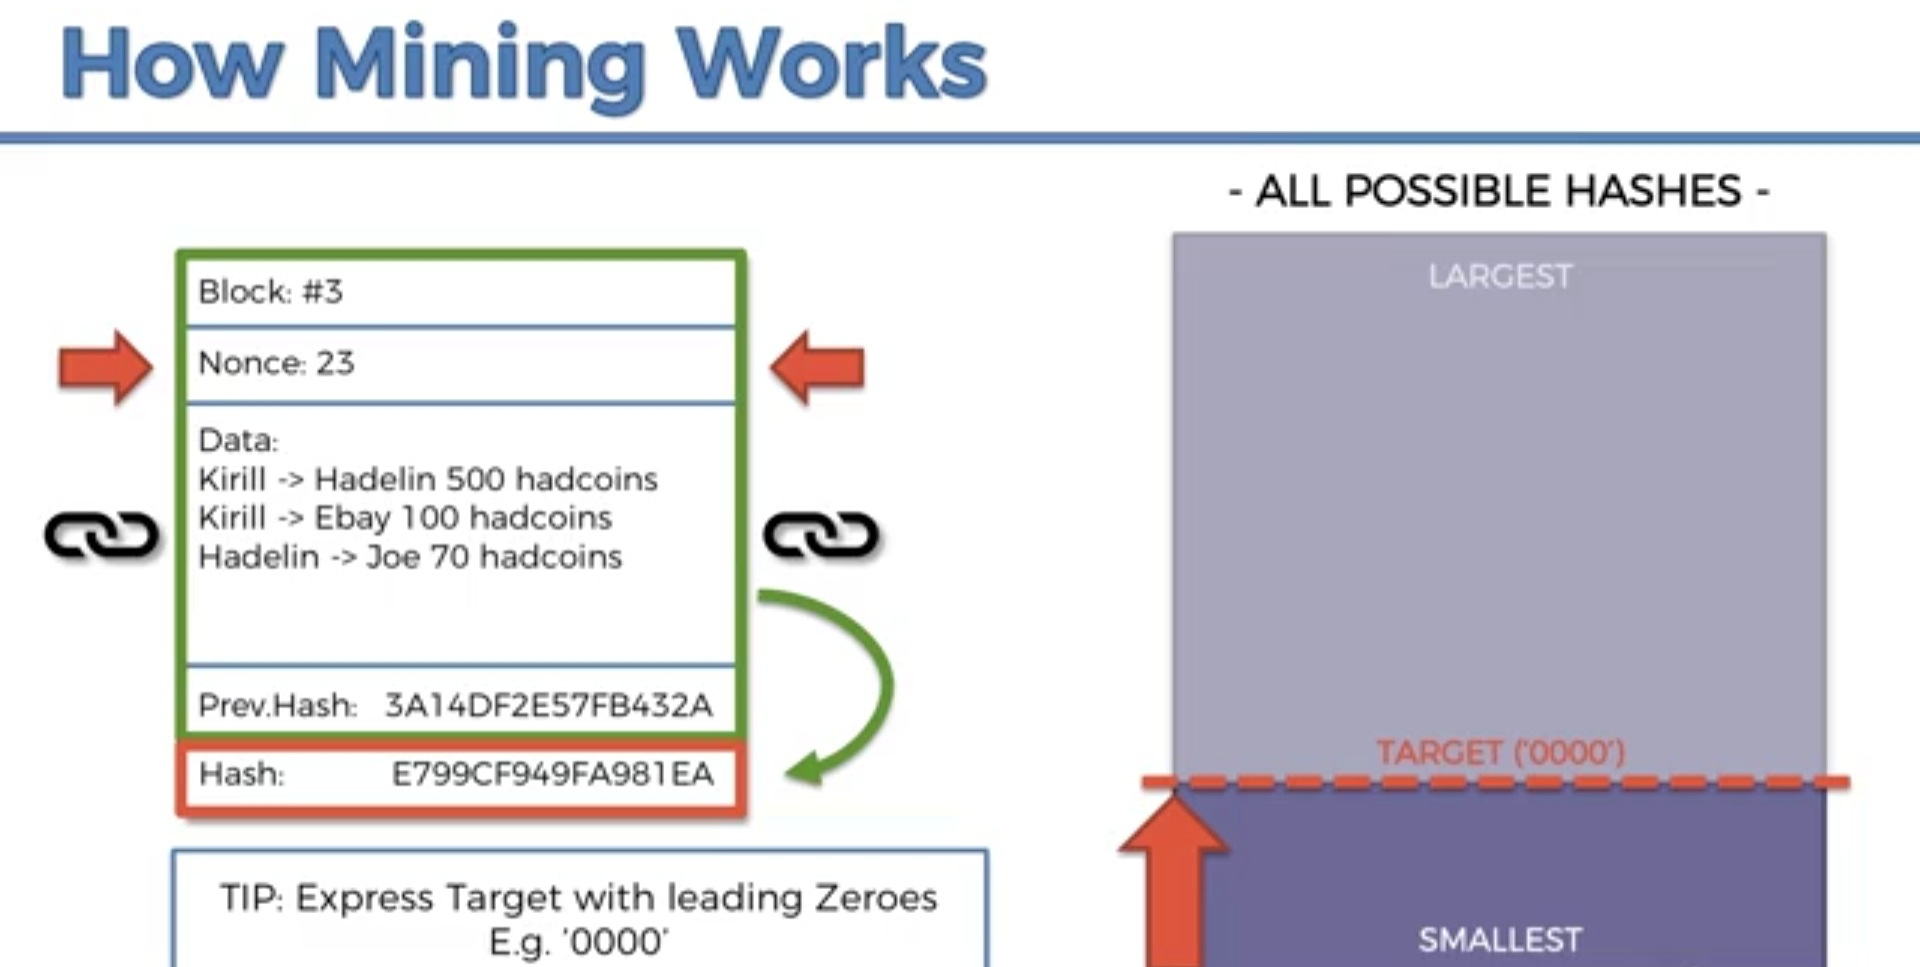 How Mining Works
- ALL POSSIBLE HASHES -
LARGEST
Block: #3
Nonce: 23
Data:
Kirill -> Hadelin 500 hadcoins
Kirill -> Ebay 100 hadcoins
Hadelin -> Joe 70 hadcoins
Prev.Hash: 3A14DF2E57FB432A
Hash: E799CF949FA981EA
TARGET ('0000')
SMALLEST
TIP: Express Target with leading Zeroes
E.g. '0000'